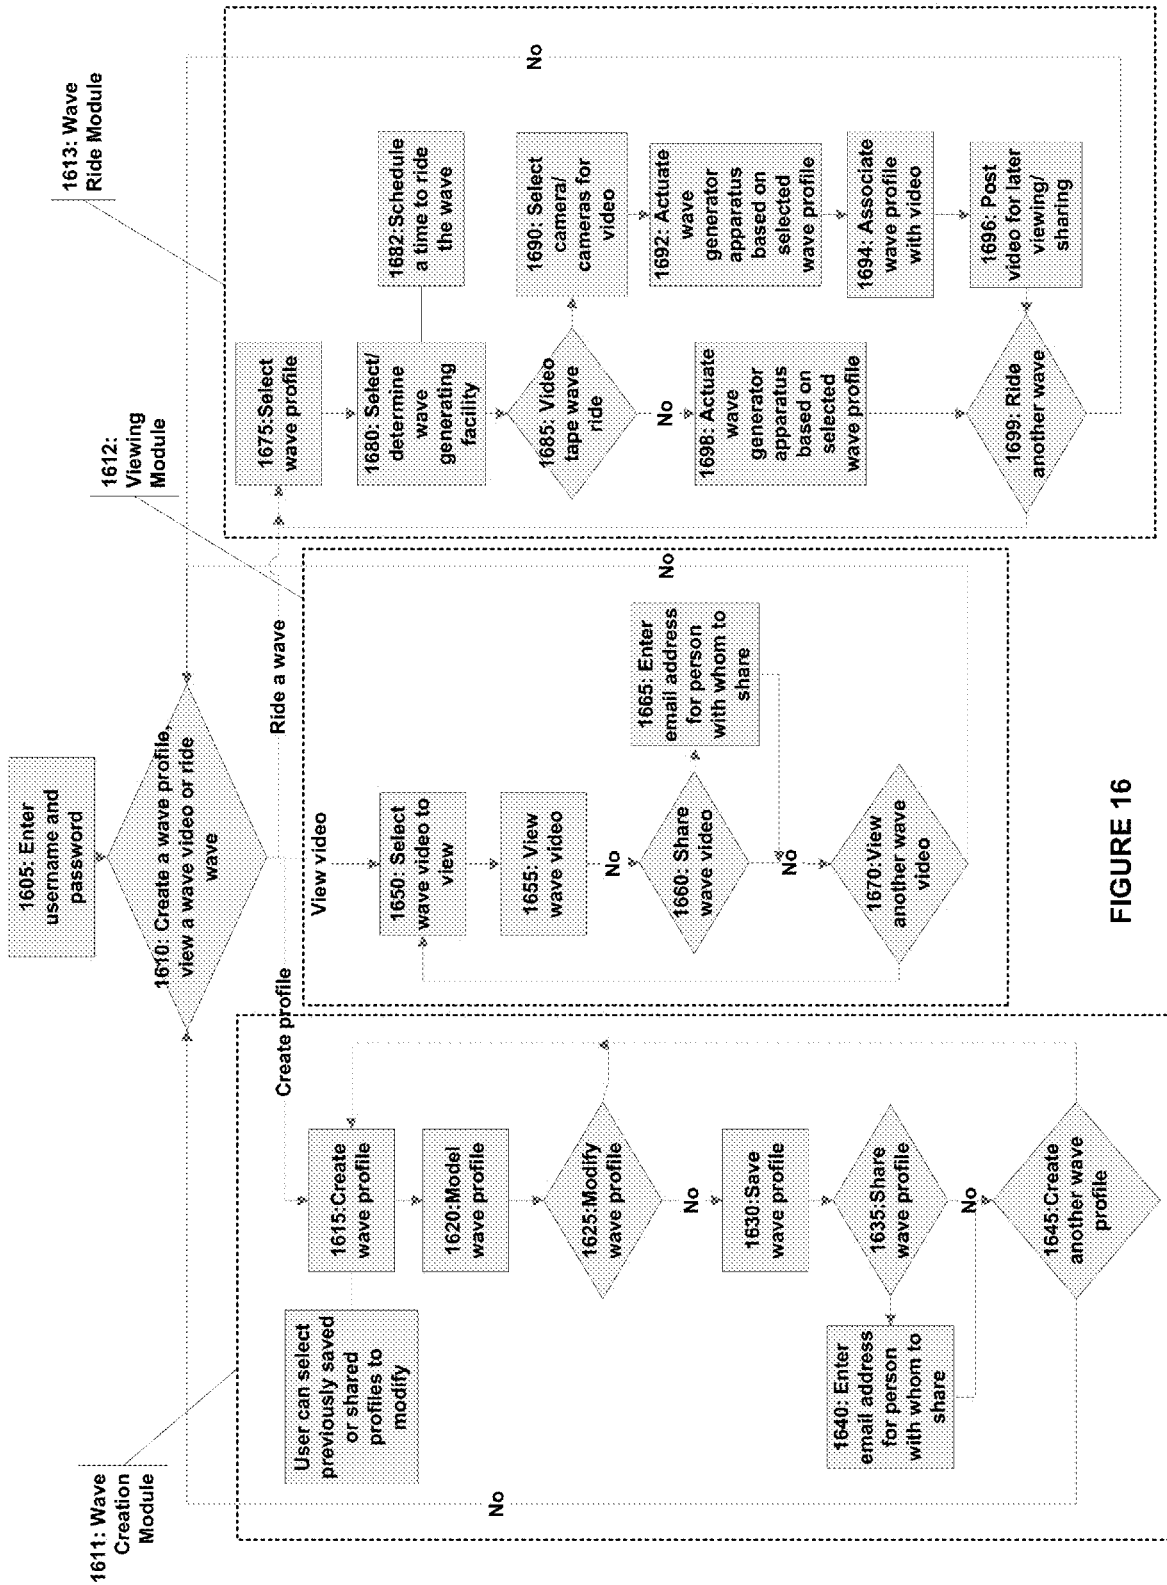 1605: Enter
username and
password
1610: Create a wave profile,
view a wave video or ride
wave
1611: Wave
Creation
Module
Create profile
1615:Create
wave profile
User can select
previously saved
or shared
profiles to
modify
1620:Model
wave profile
1625:Modify
wave profile
No
1630:Save
wave profile
1635:Share
wave profile
No
1640: Enter
email address
for person
with whom to
share
1645:Create
another wave
profile
No
1612:
Viewing
Module
View video
1650: Select
wave video to
view
1655: View
wave video
No
1660: Share
wave video
1665: Enter
email address
for person
with whom to
share
No
1670:View
another wave
video
No
1613: Wave
Ride Module
Ride a wave
1675:Select
wave profile
1680: Select/
determine
wave
generating
facility
1682:Schedule
a time to ride
the wave
1685: Video
tape wave
ride
1690: Select
camera/
cameras for
video
No
1692: Actuate
wave
generator
apparatus
based on
selected
wave profile
1698: Actuate
wave
generator
apparatus
based on
selected
wave profile
1694: Associate
wave profile
with video
1696: Post
video for later
viewing/
sharing
1699: Ride
another wave
No
FIGURE 16